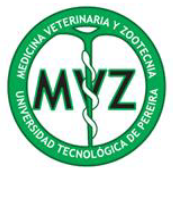 MEDICINA VETERINARIA Y ZOOTECNIA
MVZ
UNIVERSIDAD TECNOLÓGICA DE PEREIRA